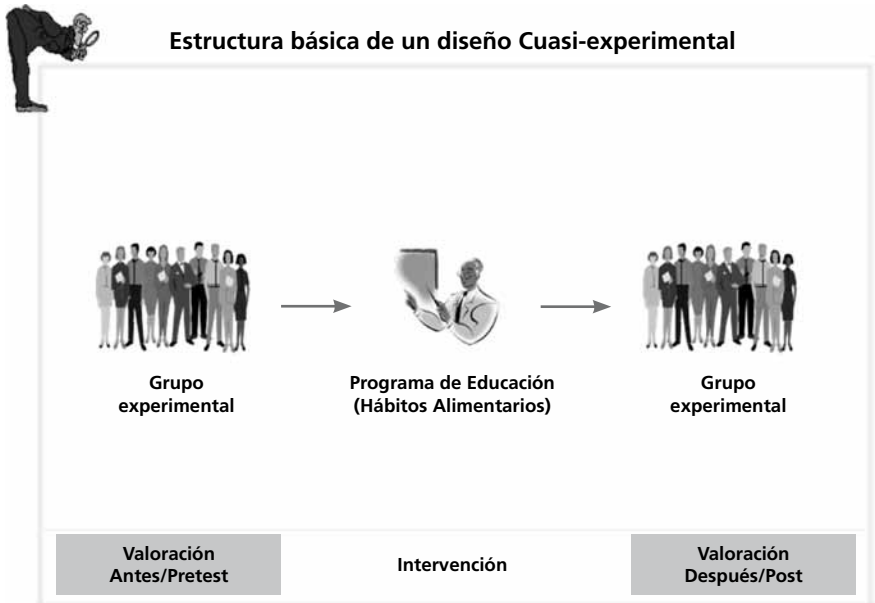 Estructura básica de un diseño Cuasi-experimental
Grupo
experimental
Programa de Educación
(Hábitos Alimentarios)
Grupo
experimental
Valoración
Antes/Pretest
Intervención
Valoración
Después/Post